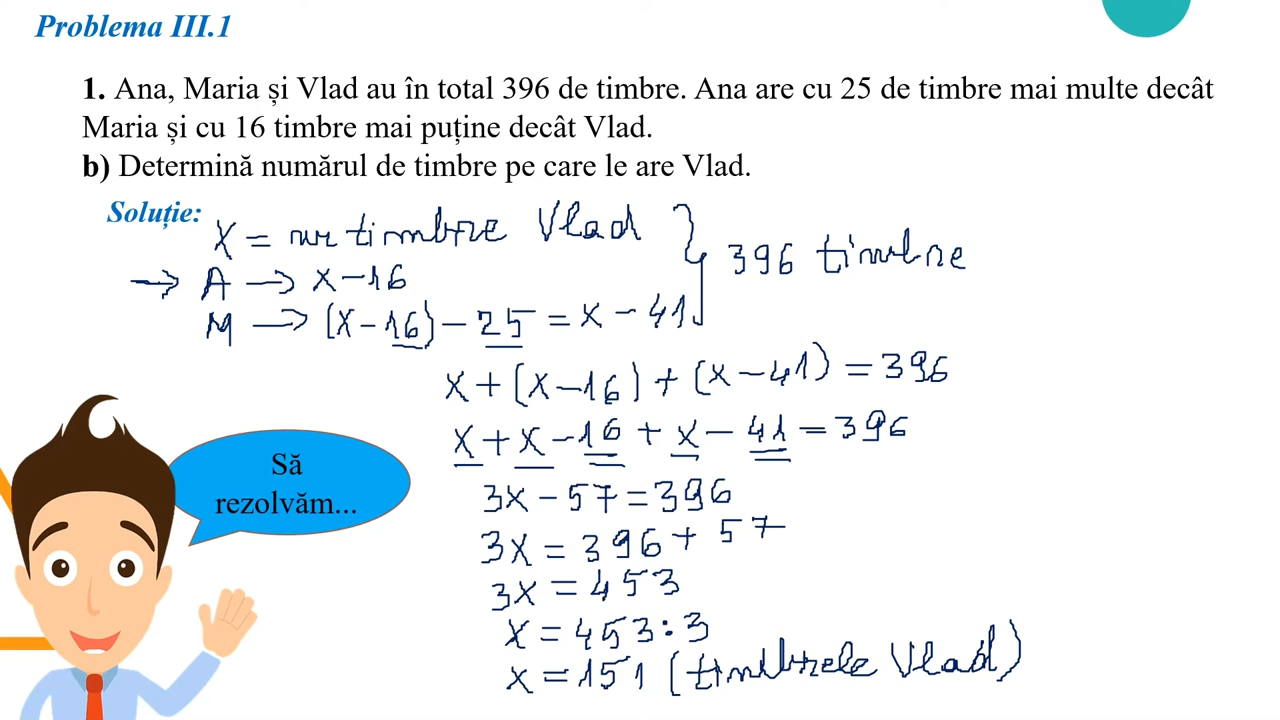 Problema III.1
1. Ana, Maria și Vlad au în total 396 de timbre. Ana are cu 25 de timbre mai multe decât
Maria și cu 16 timbre mai puține decât Vlad.
b) Determină numărul de timbre pe care le are Vlad.
Soluție:
x = nr timbre Vlad } 396 timbre
→ A → x-16
M → (x-16)-25 = x-41
x+(x-16)+(x-41)=396
x+x-16+x-41=396
3x-57=396
3x=396+57
3x=453
x=453:3
x=151 (timbrele Vlad)
Să
rezolvăm...